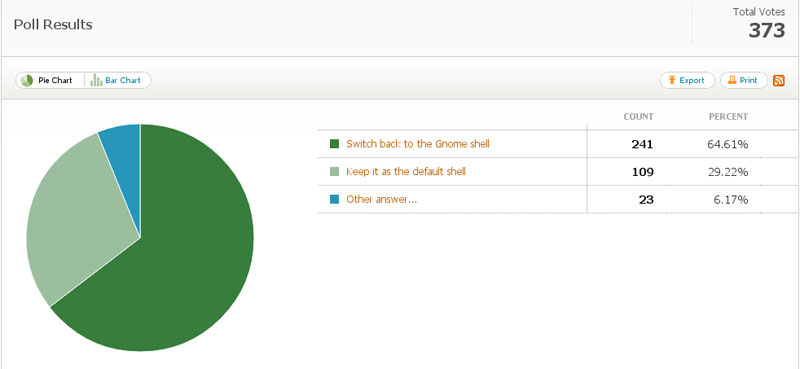 Poll Results
Total Votes
373
Pie Chart Bar Chart Export Print
COUNT PERCENT
Switch back to the Gnome shell 241 64.61%
Keep it as the default shell 109 29.22%
Other answer... 23 6.17%